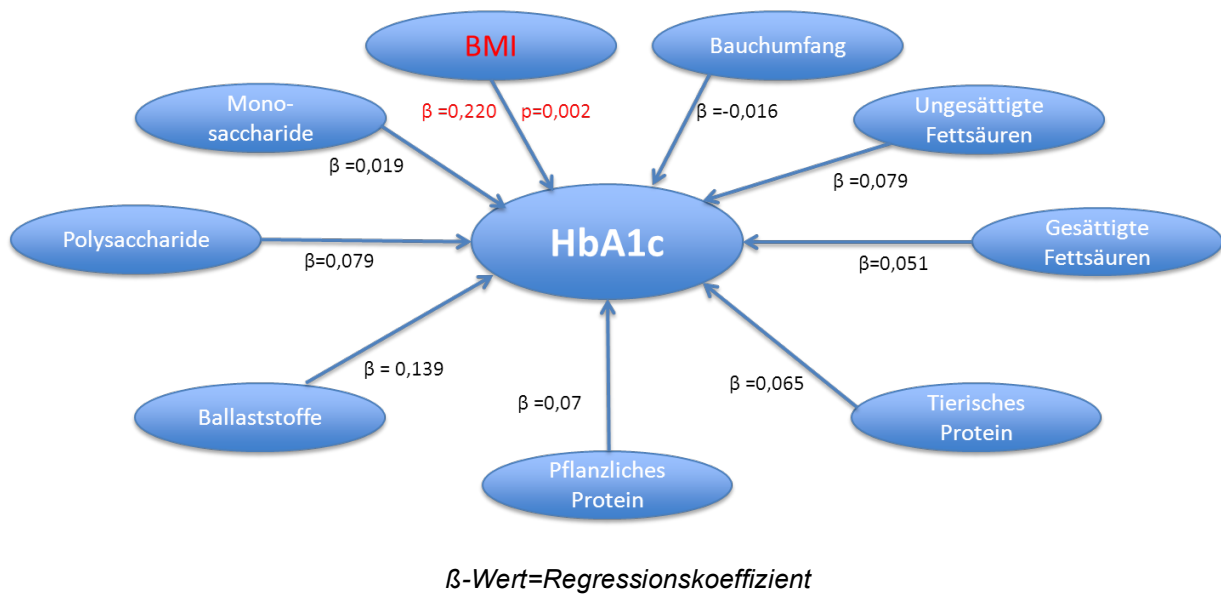 BMI
Bauchumfang
Mono-
saccharide
β =0,220
p=0,002
β =-0,016
Ungesättigte
Fettsäuren
β =0,019
β =0,079
Polysaccharide
HbA1c
Gesättigte
Fettsäuren
β=0,079
β=0,051
β = 0,139
β =0,07
β =0,065
Ballaststoffe
Tierisches
Protein
Pflanzliches
Protein
ß-Wert=Regressionskoeffizient